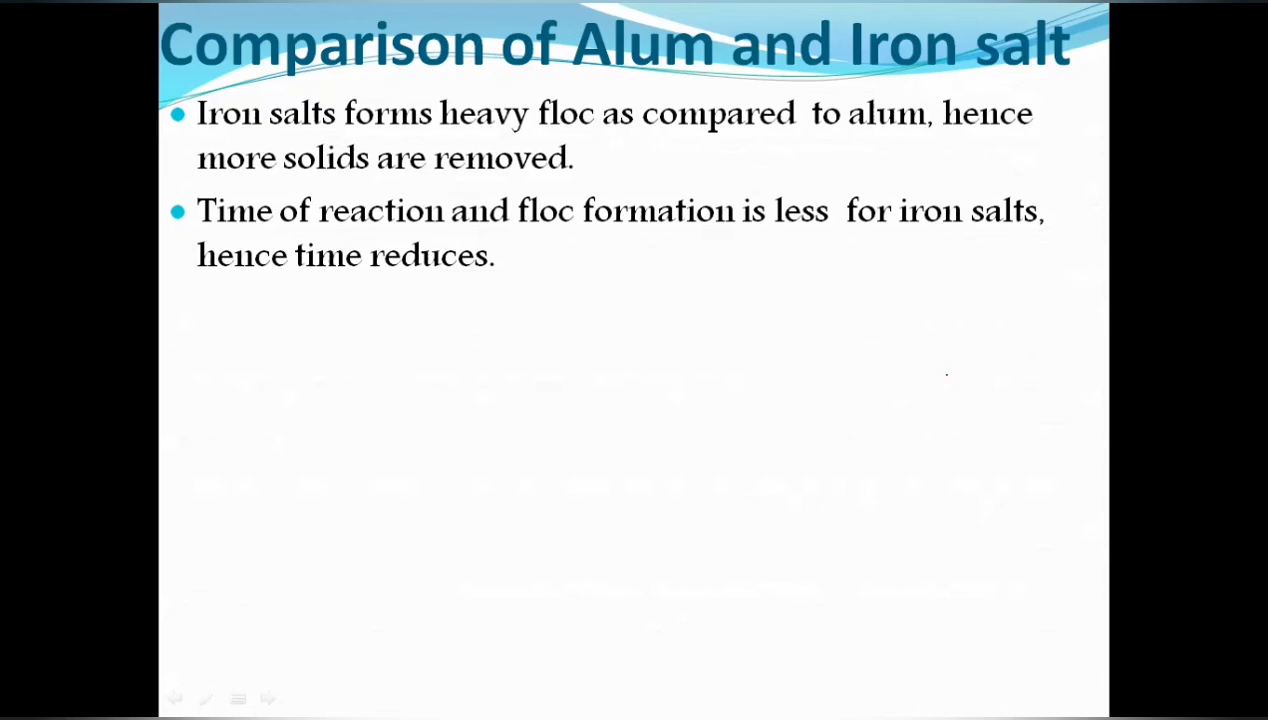 Comparison of Alum and Iron salt
Iron salts forms heavy floc as compared to alum, hence
more solids are removed.
Time of reaction and floc formation is less for iron salts,
hence time reduces.